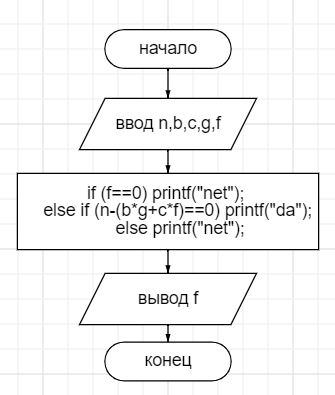 начало
ввод n,b,c,g,f
if (f==0) printf("net");
else if (n-(b*g+c*f)==0) printf("da");
else printf("net");
вывод f
конец